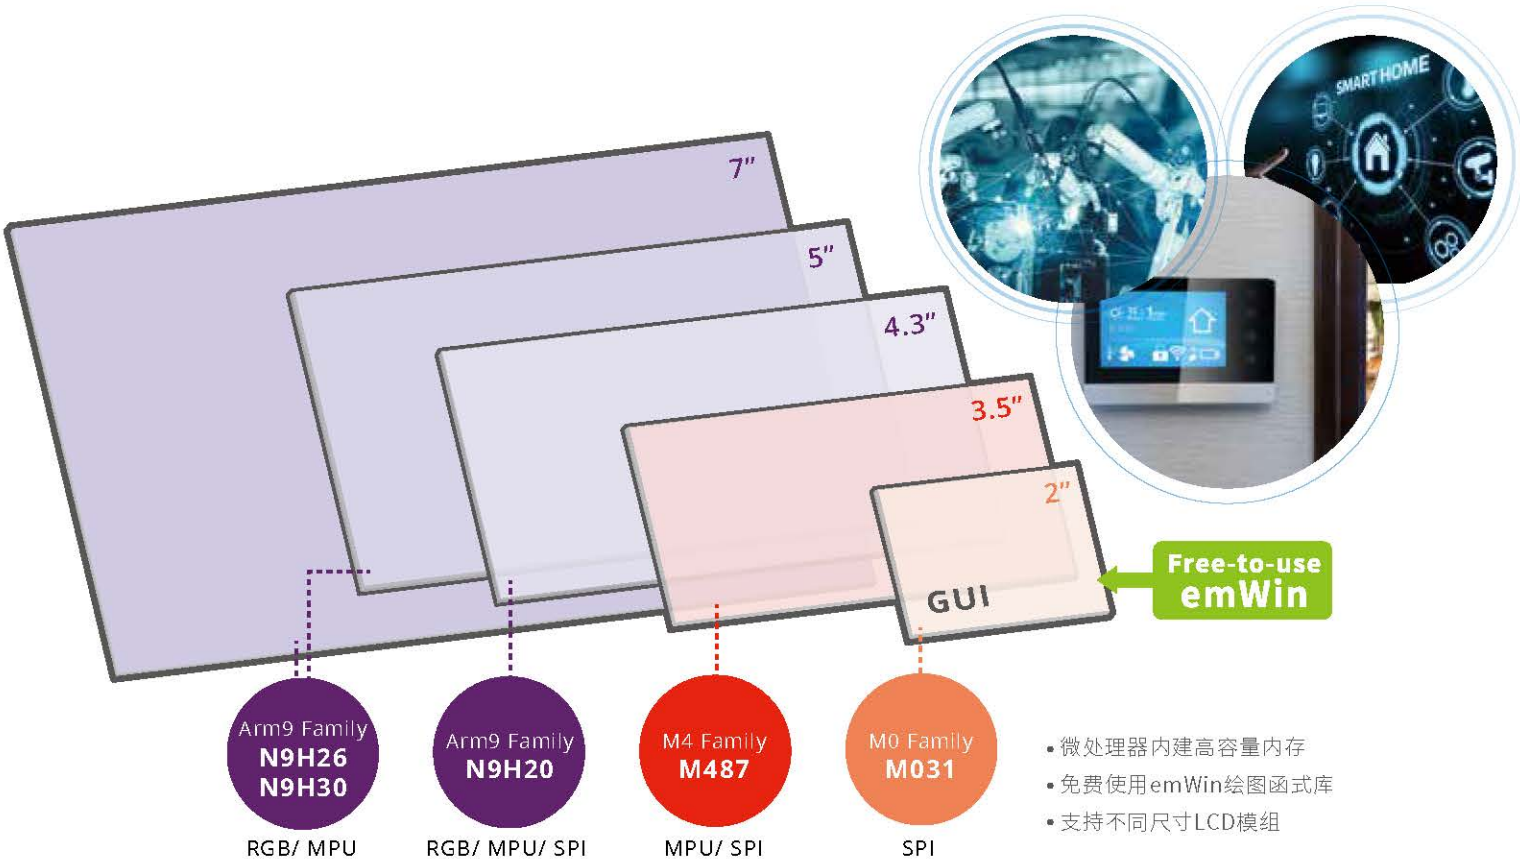 SMART HOME
7"
5"
4.3"
3.5"
2"
GUI
Free-to-use
emWin
Arm9 Family
N9H26
N9H30
RGB/ MPU
Arm9 Family
N9H20
RGB/ MPU/ SPI
M4 Family
M487
MPU/ SPI
M0 Family
M031
SPI
• 微处理器内建高容量内存
• 免费使用emWin绘图函式库
• 支持不同尺寸LCD模组